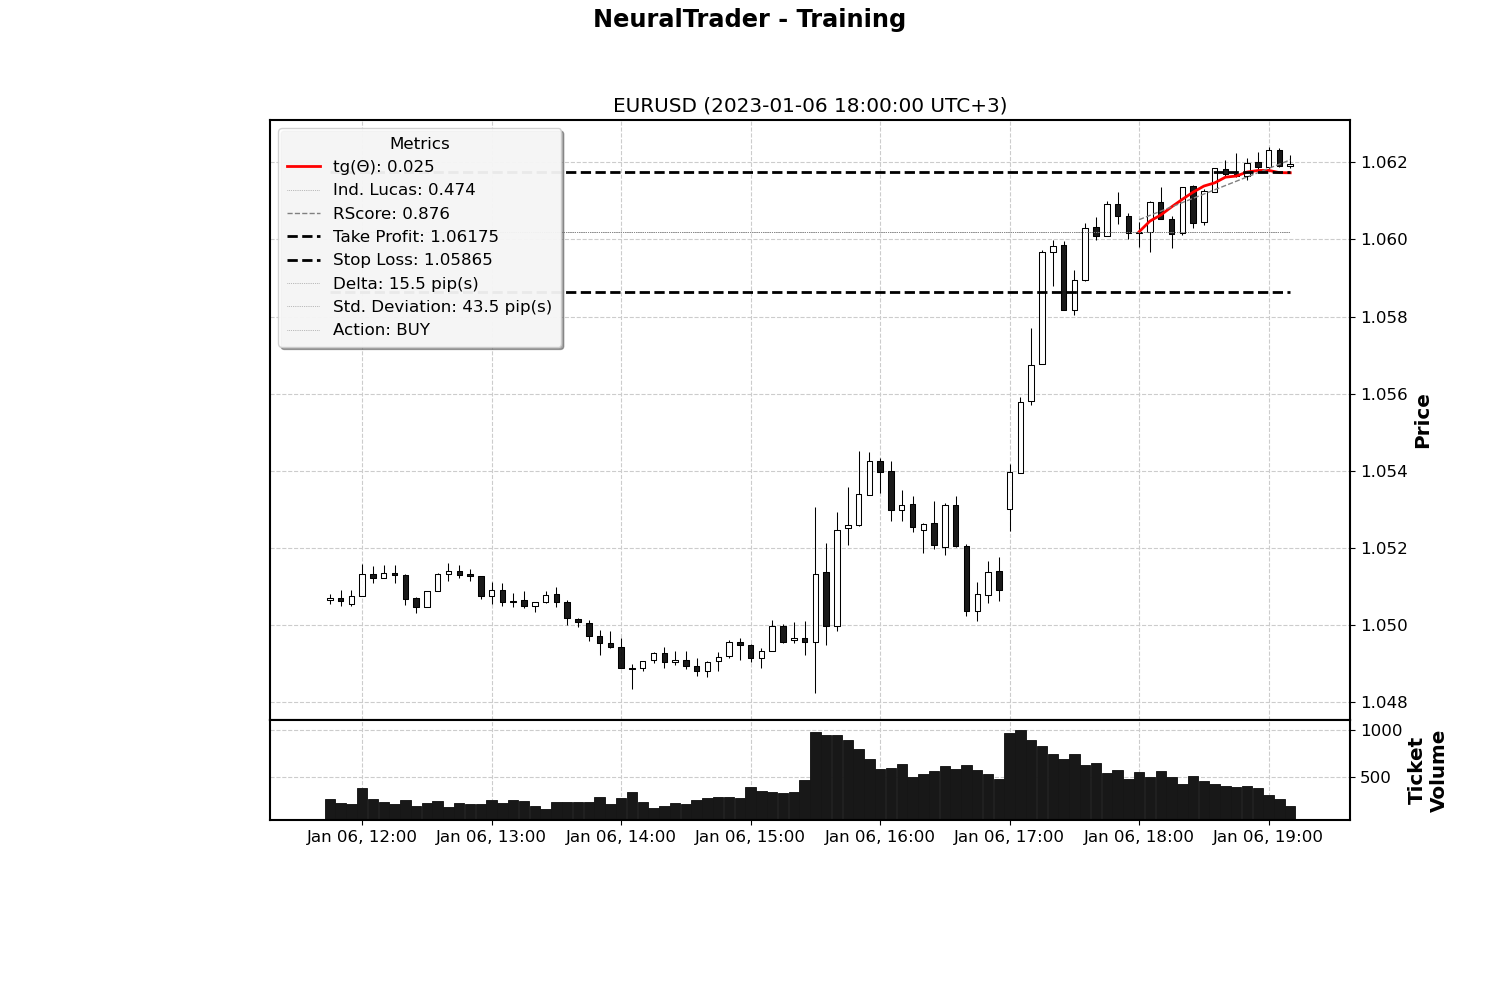 NeuralTrader - Training
EURUSD (2023-01-06 18:00:00 UTC+3)
Metrics
tg(Θ): 0.025
Ind. Lucas: 0.474
RScore: 0.876
Take Profit: 1.06175
Stop Loss: 1.05865
Delta: 15.5 pip(s)
Std. Deviation: 43.5 pip(s)
Action: BUY
1.062
1.060
1.058
1.056
1.054
1.052
1.050
1.048
Price
1000
500
Ticket
Volume
Jan 06, 12:00
Jan 06, 13:00
Jan 06, 14:00
Jan 06, 15:00
Jan 06, 16:00
Jan 06, 17:00
Jan 06, 18:00
Jan 06, 19:00